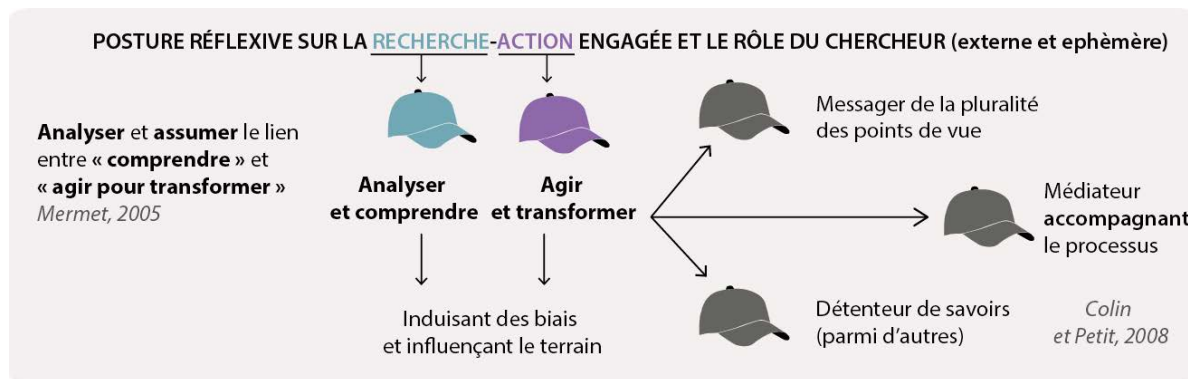 POSTURE RÉFLEXIVE SUR LA RECHERCHE-ACTION ENGAGÉE ET LE RÔLE DU CHERCHEUR (externe et ephèmère)
Analyser et assumer le lien
entre « comprendre » et
« agir pour transformer »
Mermet, 2005
Analyser
et comprendre
Agir
et transformer
Induisant des biais
et influençant le terrain
Messager de la pluralité
des points de vue
Médiateur
accompagnant
le processus
Détenteur de savoirs
(parmi d'autres)
Colin
et Petit, 2008